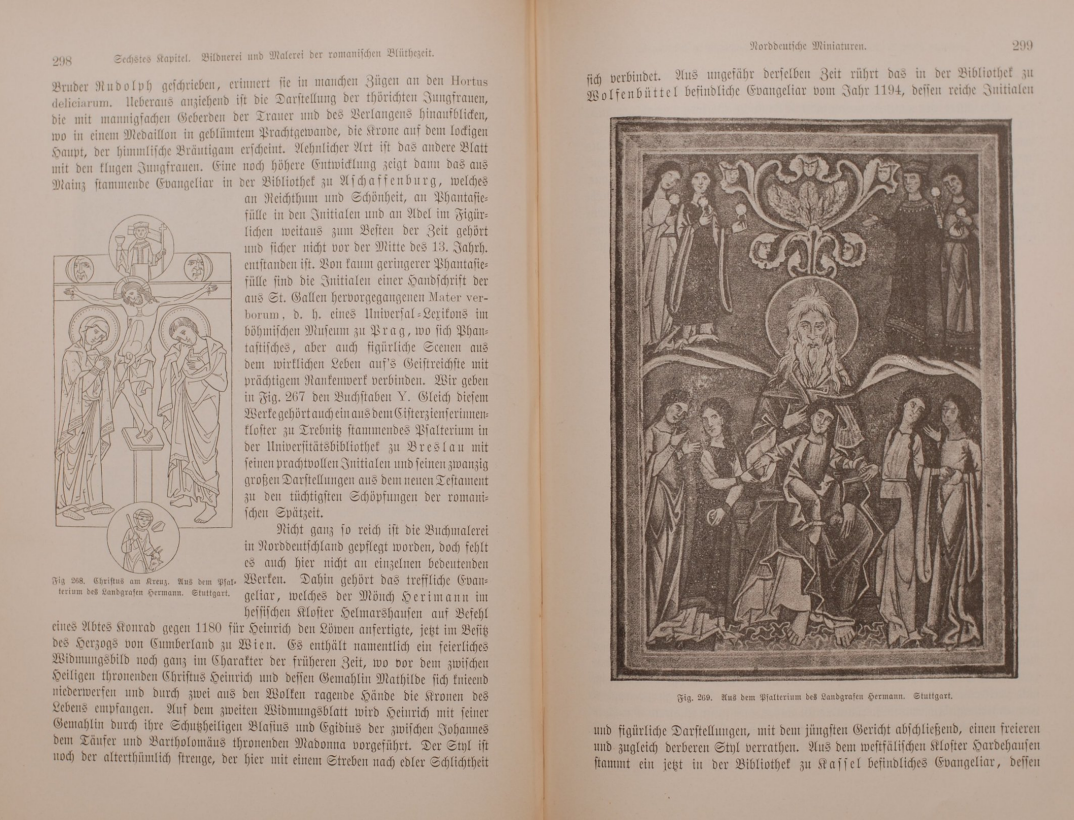 298 Sechstes Kapitel. Bildnerei und Malerei der romanischen Blüthezeit.
Bruder Rudolph geschrieben, erinnert sie in manchen Zügen an den Hortus
deliciarum. Ueberaus anziehend ist die Darstellung der thörichten Jungfrauen,
die mit mannigfachen Geberden der Trauer und des Verlangens hinaufblicken,
wo in einem Medaillon in geblümtem Prachtgewande, die Krone auf dem lockigen
Haupt, der himmlische Bräutigam erscheint. Aehnlicher Art ist das andere Blatt
mit den klugen Jungfrauen. Eine noch höhere Entwicklung zeigt dann das aus
Mainz stammende Evangeliar in der Bibliothek zu Aschaffenburg, welches
an Reichthum und Schönheit, an Phantasie-
fülle in den Initialen und an Adel im Figür-
lichen weitaus zum Besten der Zeit gehört
und sicher nicht vor der Mitte des 13. Jahrh.
entstanden ist. Von kaum geringerer Phantasie-
fülle sind die Initialen einer Handschrift der
aus St. Gallen hervorgegangenen Mater ver-
borum, d. h. eines Universal-Lexikons im
böhmischen Museum zu Prag, wo sich Phan-
tastisches, aber auch figürliche Scenen aus
dem wirklichen Leben auf's Geistreichste mit
prächtigem Rankenwerk verbinden. Wir geben
in Fig. 267 den Buchstaben Y. Gleich diesem
Werke gehört auch ein aus dem Cisterzienserinnen-
kloster zu Trebnitz stammendes Psalterium in
der Universitätsbibliothek zu Breslau mit
seinen prachtvollen Initialen und seinen zwanzig
großen Darstellungen aus dem neuen Testament
zu den tüchtigsten Schöpfungen der romani-
schen Spätzeit.
Nicht ganz so reich ist die Buchmalerei
in Norddeutschland gepflegt worden, doch fehlt
es auch hier nicht an einzelnen bedeutenden
Werken. Dahin gehört das treffliche Evan-
geliar, welches der Mönch Herimann im
hessischen Kloster Helmarshausen auf Befehl
Fig 268. Christus am Kreuz. Aus dem Psal-
terium des Landgrafen Hermann. Stuttgart.
eines Abtes Konrad gegen 1180 für Heinrich den Löwen anfertigte, jetzt im Besitz
des Herzogs von Cumberland zu Wien. Es enthält namentlich ein feierliches
Widmungsbild noch ganz im Charakter der früheren Zeit, wo vor dem zwischen
Heiligen thronenden Christus Heinrich und dessen Gemahlin Mathilde sich knieend
niederwerfen und durch zwei aus den Wolken ragende Hände die Kronen des
Lebens empfangen. Auf dem zweiten Widmungsblatt wird Heinrich mit seiner
Gemahlin durch ihre Schutzheiligen Blasius und Egidius der zwischen Johannes
dem Täufer und Bartholomäus thronenden Madonna vorgeführt. Der Styl ist
noch der alterthümlich strenge, der hier mit einem Streben nach edler Schlichtheit
Norddeutsche Miniaturen. 299
sich verbindet. Aus ungefähr derselben Zeit rührt das in der Bibliothek zu
Wolfenbüttel befindliche Evangeliar vom Jahr 1194, dessen reiche Initialen
Fig. 269. Aus dem Psalterium des Landgrafen Hermann. Stuttgart.
und figürliche Darstellungen, mit dem jüngsten Gericht abschließend, einen freieren
und zugleich derberen Styl verrathen. Aus dem westfälischen Kloster Hardehausen
stammt ein jetzt in der Bibliothek zu Kassel befindliches Evangeliar, dessen